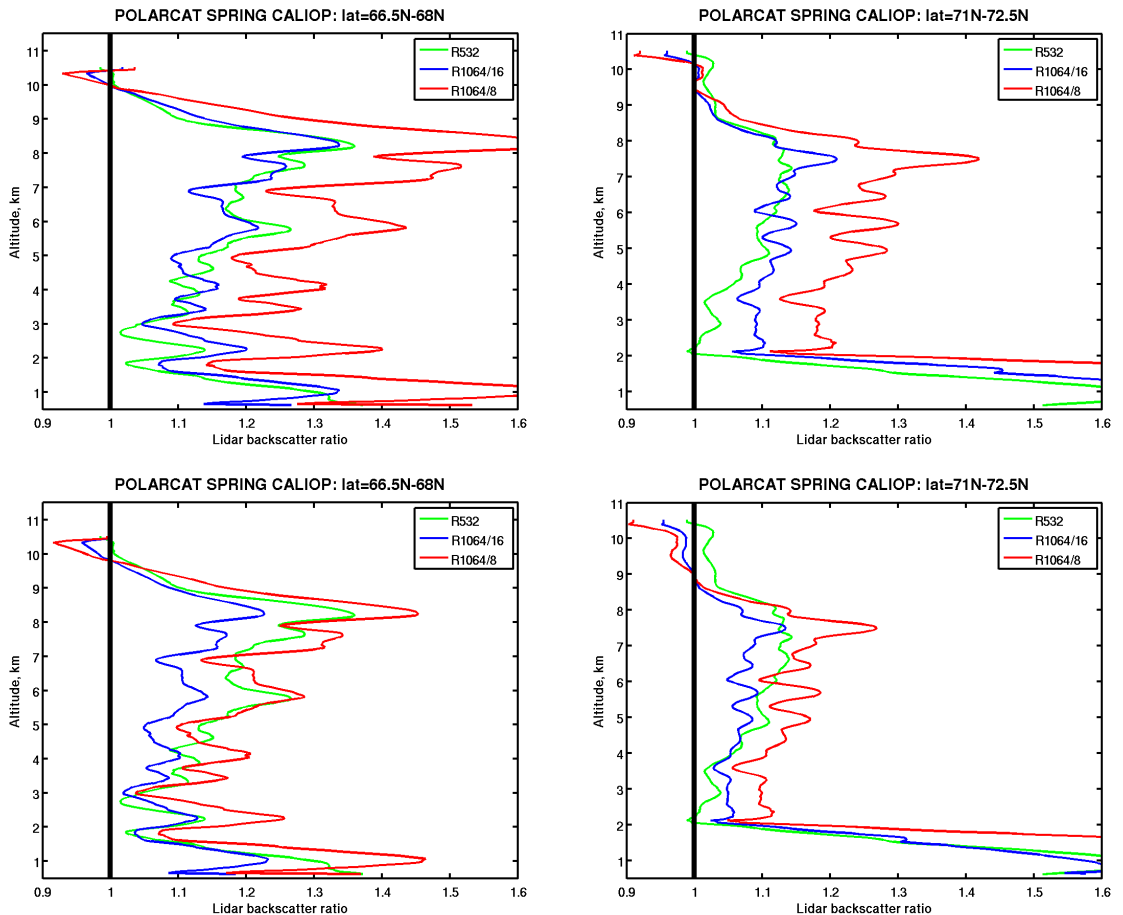 POLARCAT SPRING CALIOP: lat=66.5N-68N
R532
R1064/16
R1064/8
11
10
9
8
7
6
5
4
3
2
1
Altitude, km
0.9 1 1.1 1.2 1.3 1.4 1.5 1.6
Lidar backscatter ratio
POLARCAT SPRING CALIOP: lat=71N-72.5N
R532
R1064/16
R1064/8
11
10
9
8
7
6
5
4
3
2
1
Altitude, km
0.9 1 1.1 1.2 1.3 1.4 1.5 1.6
Lidar backscatter ratio
POLARCAT SPRING CALIOP: lat=66.5N-68N
R532
R1064/16
R1064/8
11
10
9
8
7
6
5
4
3
2
1
Altitude, km
0.9 1 1.1 1.2 1.3 1.4 1.5 1.6
Lidar backscatter ratio
POLARCAT SPRING CALIOP: lat=71N-72.5N
R532
R1064/16
R1064/8
11
10
9
8
7
6
5
4
3
2
1
Altitude, km
0.9 1 1.1 1.2 1.3 1.4 1.5 1.6
Lidar backscatter ratio